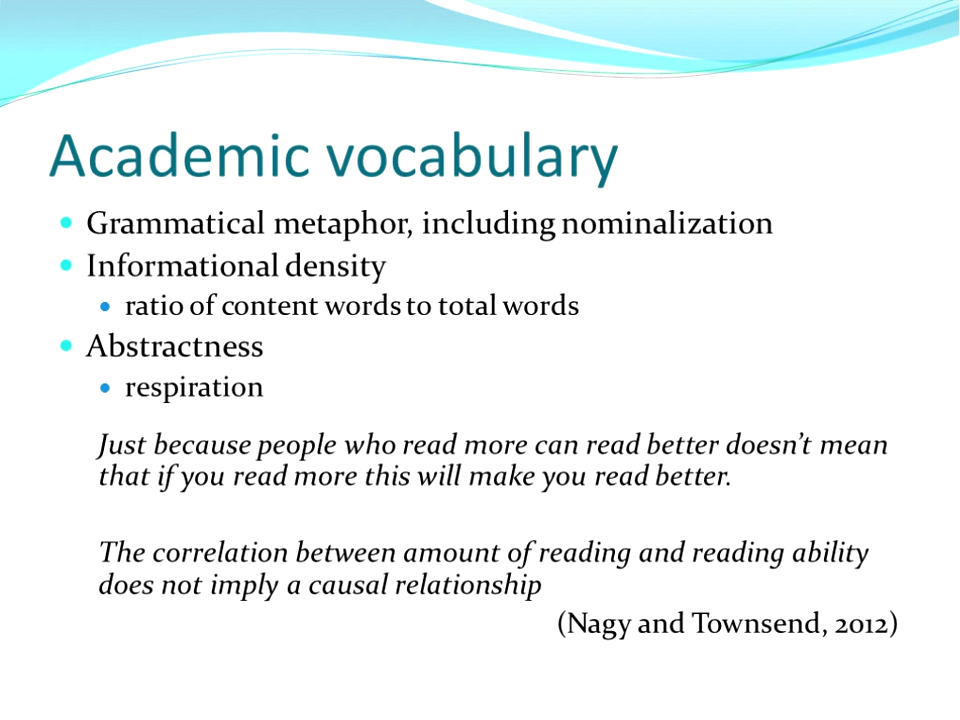 Academic vocabulary
Grammatical metaphor, including nominalization
Informational density
ratio of content words to total words
Abstractness
respiration
Just because people who read more can read better doesn’t mean
that if you read more this will make you read better.
The correlation between amount of reading and reading ability
does not imply a causal relationship
(Nagy and Townsend, 2012)